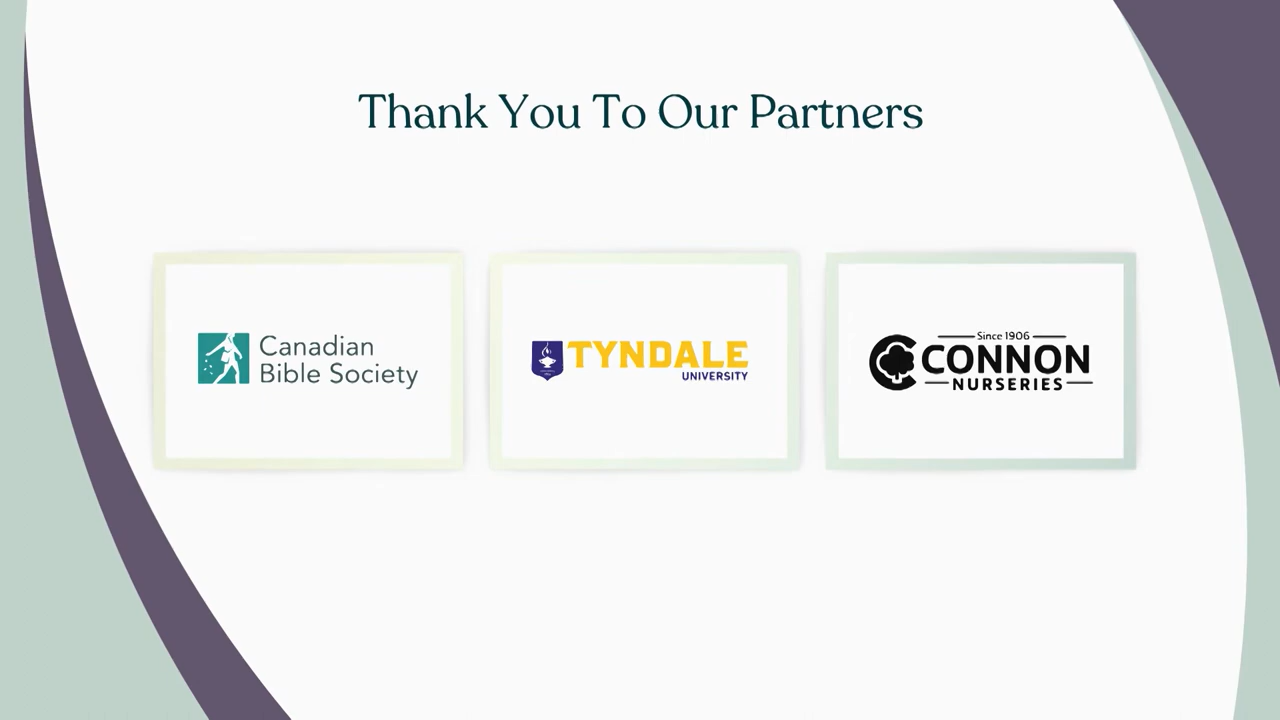 Thank You To Our Partners
Canadian
Bible Society
TYNDALE
UNIVERSITY
Since 1906
CONNON
NURSERIES